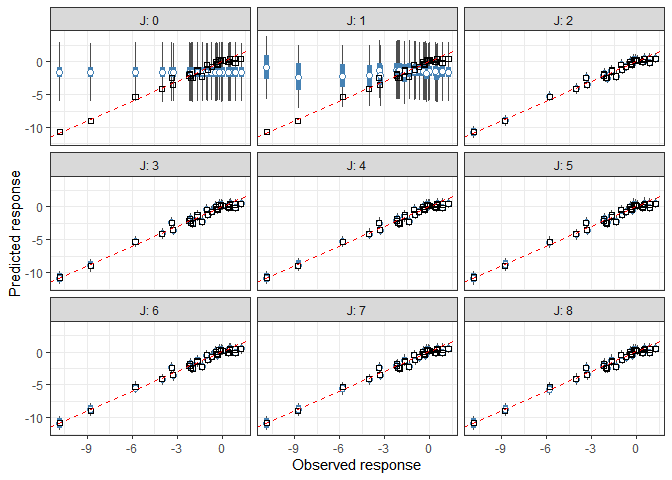 J: 0
J: 1
J: 2
0
-5
-10
J: 3
J: 4
J: 5
0
-5
-10
J: 6
J: 7
J: 8
0
-5
-10
-9
-6
-3
0
-9
-6
-3
0
-9
-6
-3
0
Predicted response
Observed response